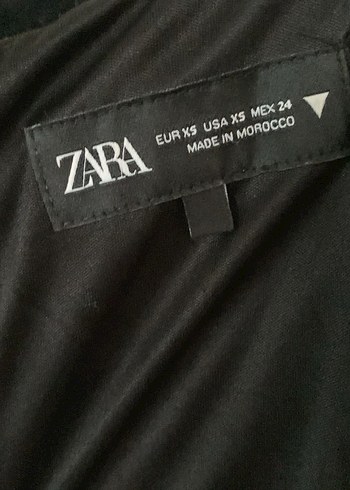 ZARA
EUR XS USA XS MEX 24
MADE IN MOROCCO